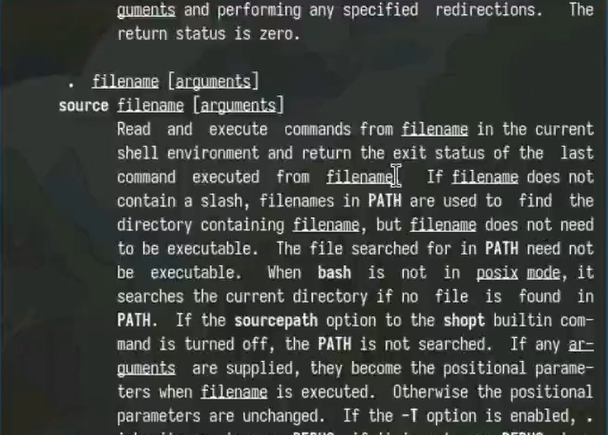 guments and performing any specified redirections. The
return status is zero.
. filename [arguments]
source filename [arguments]
Read and execute commands from filename in the current
shell environment and return the exit status of the last
command executed from filename. If filename does not
contain a slash, filenames in PATH are used to find the
directory containing filename, but filename does not need
to be executable. The file searched for in PATH need not
be executable. When bash is not in posix mode, it
searches the current directory if no file is found in
PATH. If the sourcepath option to the shopt builtin com-
mand is turned off, the PATH is not searched. If any ar-
guments are supplied, they become the positional parame-
ters when filename is executed. Otherwise the positional
parameters are unchanged. If the -T option is enabled, .